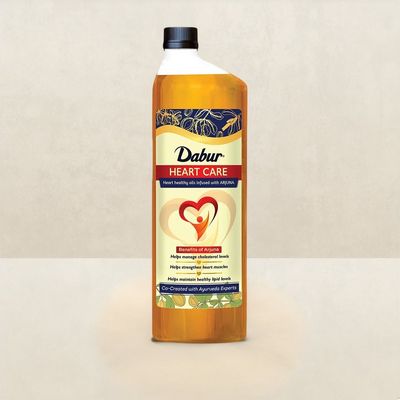 Dabur
HEART CARE
Heart healthy oils infused with ARJUNA
Benefits of Arjuna
Helps manage cholesterol levels
Helps strengthen heart muscles
Helps maintain healthy lipid levels
Co-Created with Ayurveda Experts